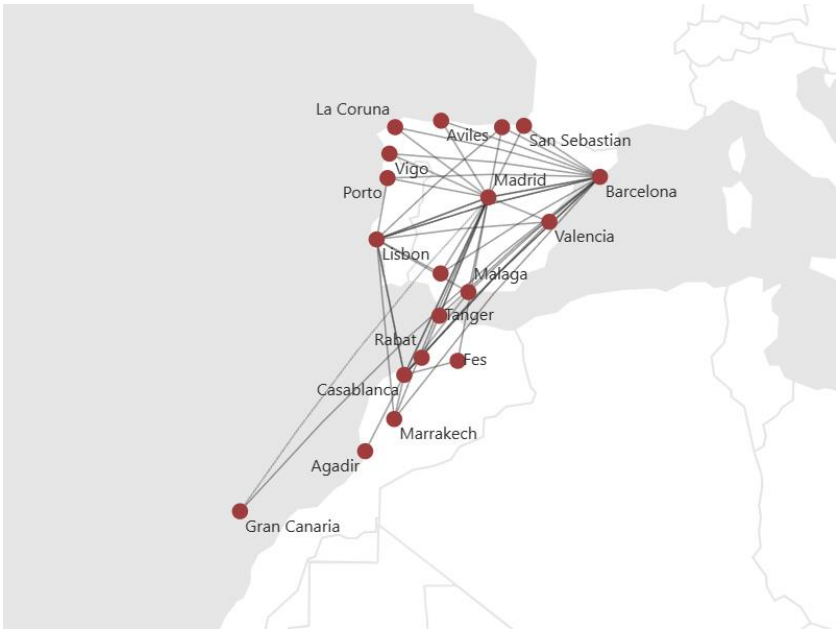 La Coruna
Aviles
San Sebastian
Vigo
Madrid
Porto
Barcelona
Valencia
Lisbon
Malaga
Tanger
Rabat
Fes
Casablanca
Marrakech
Agadir
Gran Canaria